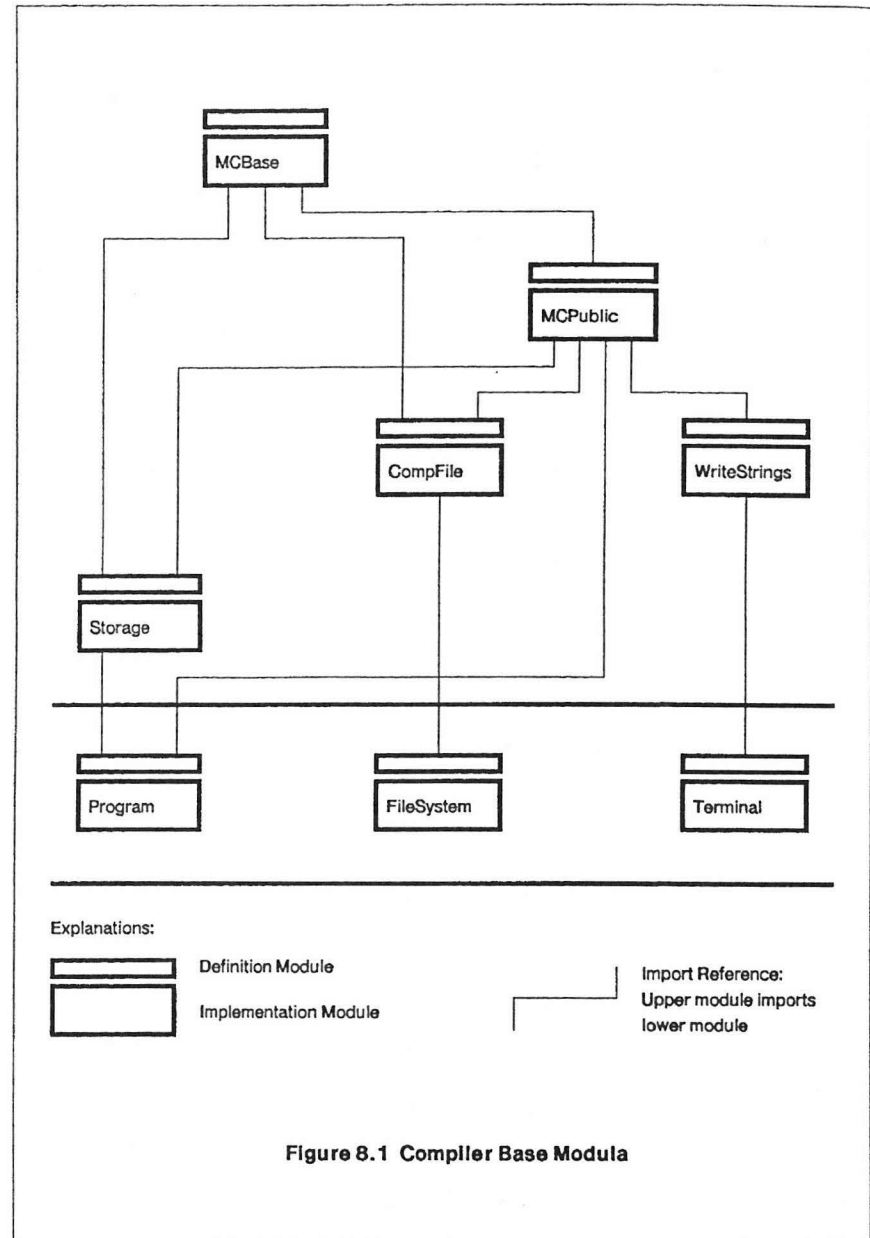 MCBase
MCPublic
CompFile
WriteStrings
Storage
Program
FileSystem
Terminal
Explanations:
Definition Module
Implementation Module
Import Reference:
Upper module imports
lower module
Figure 8.1 Compiler Base Modula